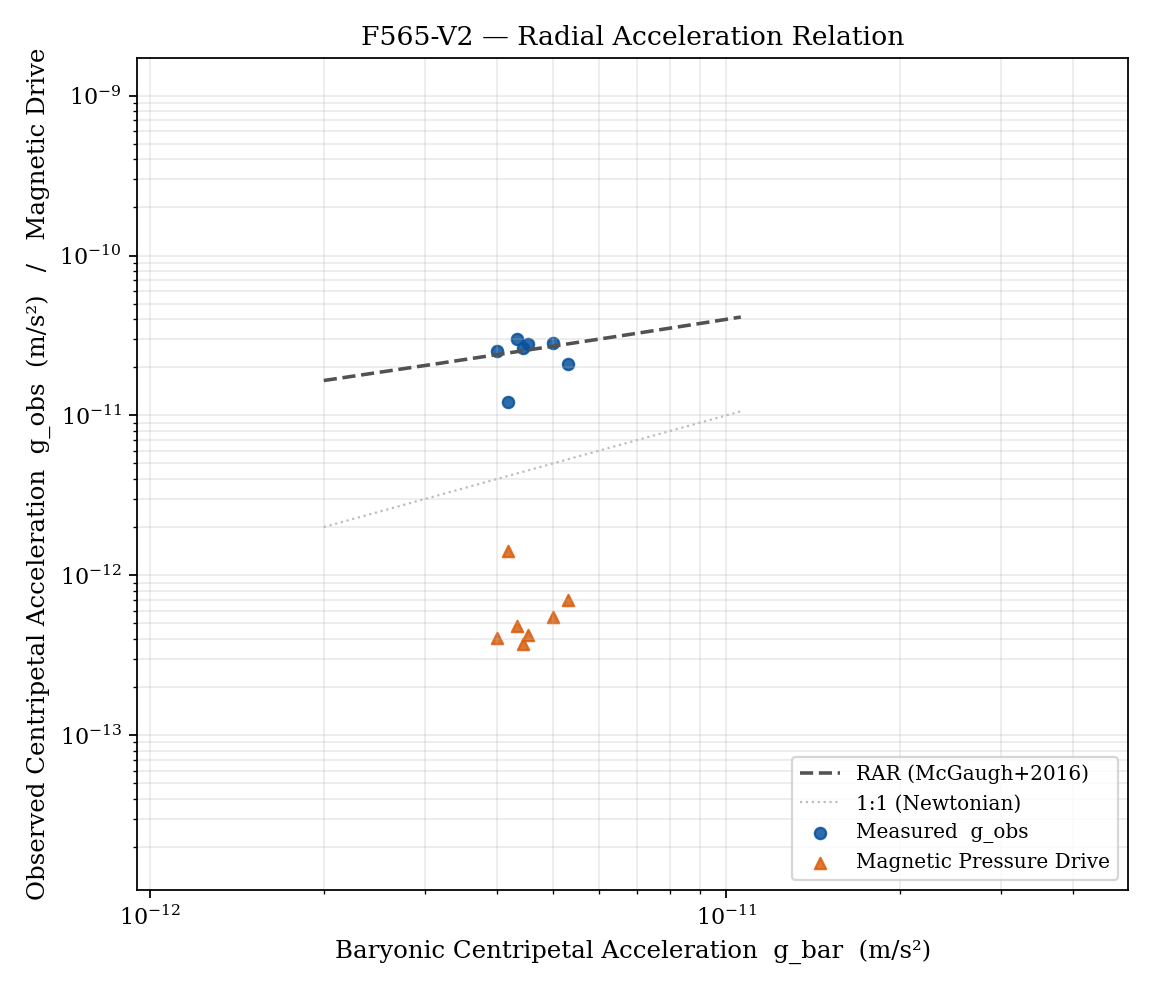 F565-V2 — Radial Acceleration Relation
Observed Centripetal Acceleration  g_obs  (m/s²)   /   Magnetic Drive
10⁻⁹
10⁻¹⁰
10⁻¹¹
10⁻¹²
10⁻¹³
RAR (McGaugh+2016)
1:1 (Newtonian)
Measured  g_obs
Magnetic Pressure Drive
10⁻¹²
10⁻¹¹
Baryonic Centripetal Acceleration  g_bar  (m/s²)